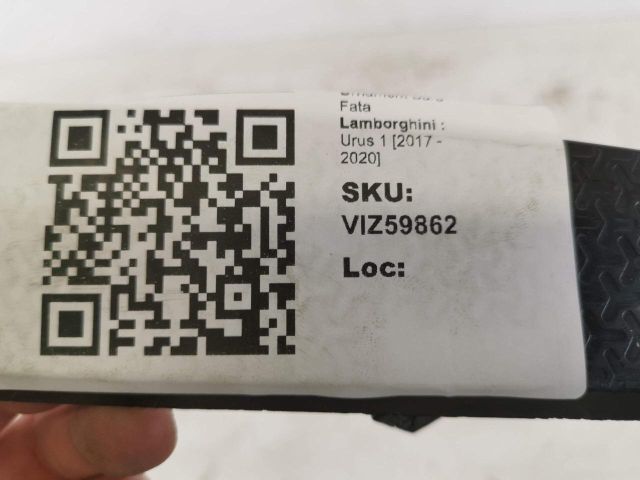 Fata
Lamborghini :
Urus 1 [2017 -
2020]
SKU:
VIZ59862
Loc: